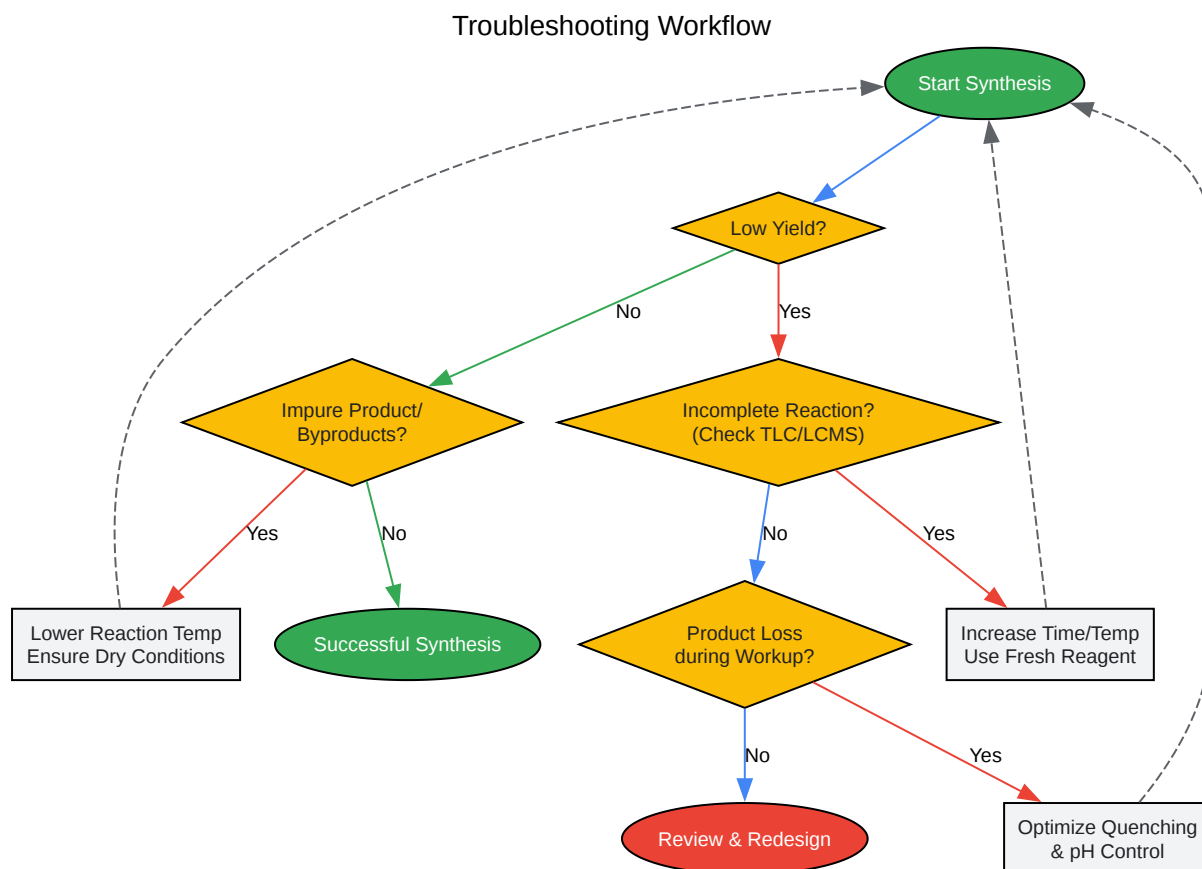 Troubleshooting Workflow
Start Synthesis
Low Yield?
No
Yes
Impure Product/
Byproducts?
Incomplete Reaction?
(Check TLC/LCMS)
Yes
No
No
Yes
Lower Reaction Temp
Ensure Dry Conditions
Successful Synthesis
Product Loss
during Workup?
Increase Time/Temp
Use Fresh Reagent
No
Yes
Review & Redesign
Optimize Quenching
& pH Control